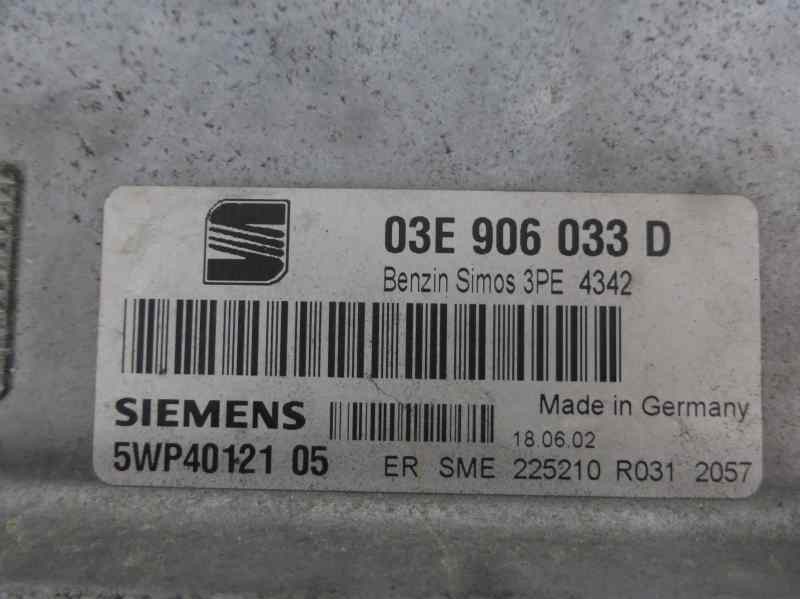 03E 906 033 D
Benzin Simos 3PE 4342
Made in Germany
SIEMENS
18.06.02
5WP40121 05
ER SME 225210 R031 2057